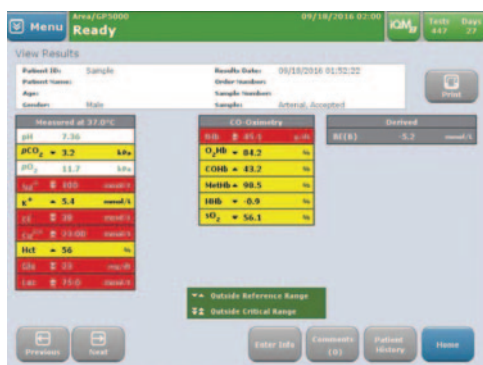 Menu
Area/GP5000
Ready
09/18/2016 02:00
iQM
Tests Days
447 27
View Results
Patient ID: Sample
Patient Name:
Age:
Gender: Male
Results Date: 09/18/2016 01:52:22
Order Number:
Sample Number:
Sample: Arterial, Accepted
Print
Measured at 37.0°C
pH 7.36
pCO2 3.2 kPa
pO2 11.7 kPa
K+ 5.4 mmol/L
Hct 56 %
CO-Oximetry
O2Hb 84.2 %
COHb 43.2 %
MetHb 90.5 %
HHb -0.9 %
sO2 56.1 %
Derived
BE(B) -5.2 mmol/L
Outside Reference Range
Outside Critical Range
Previous
Next
Enter Info
Comments
(0)
Patient
History
Home